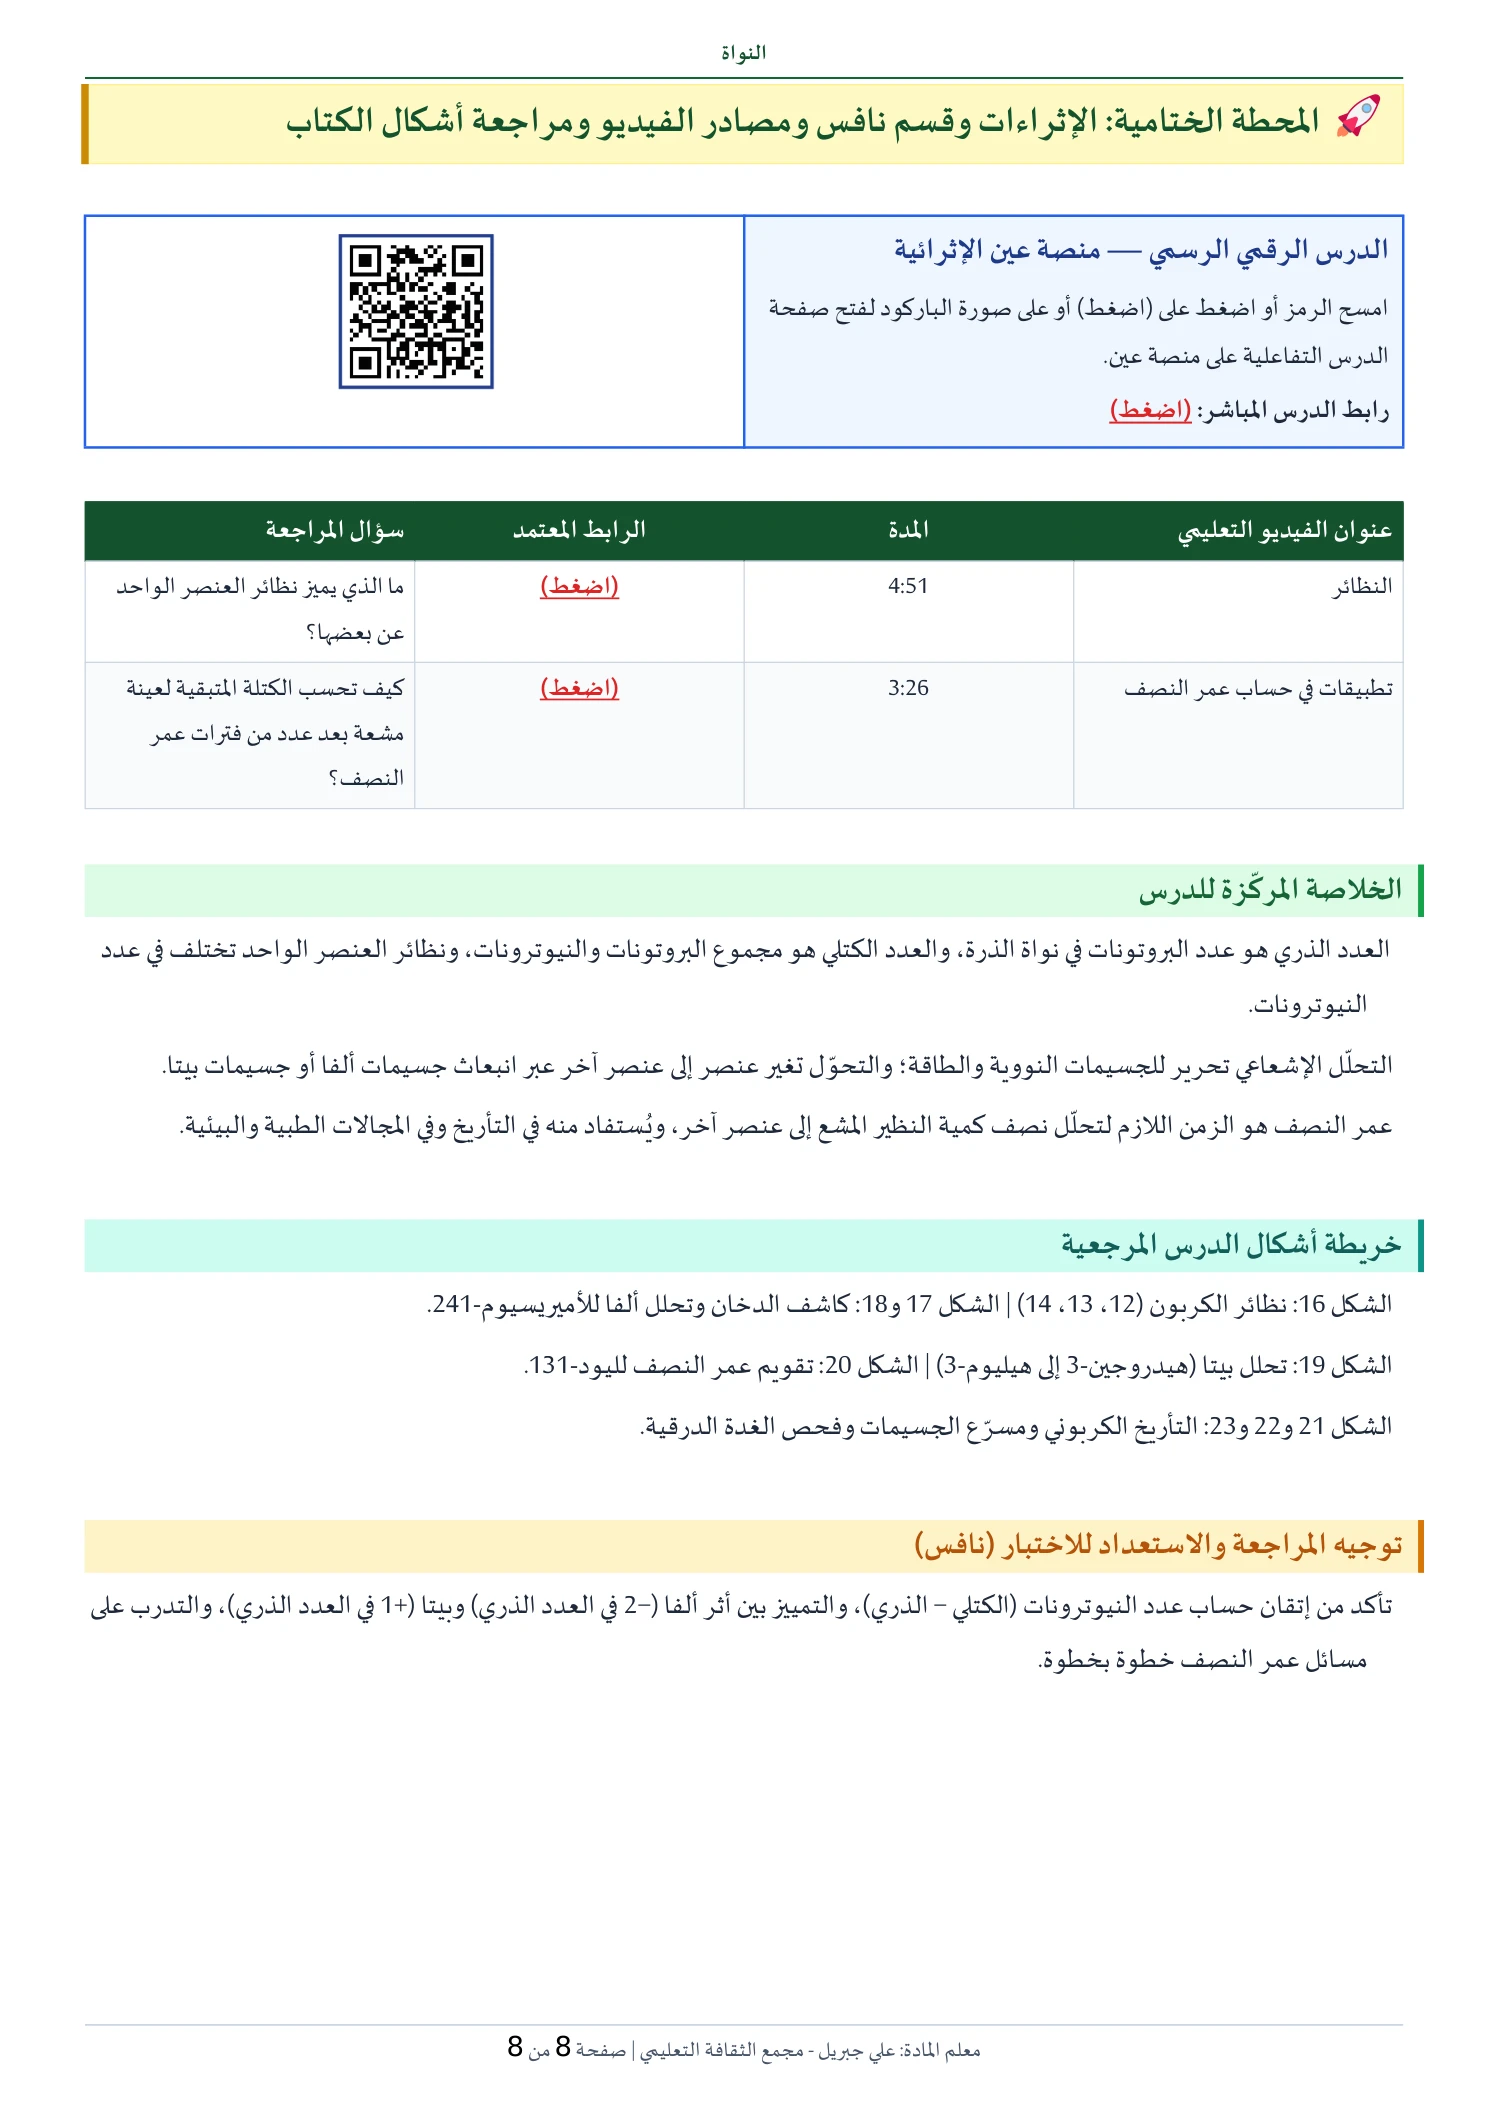 النواة
المحطة الختامية: الإثراءات وقسم نافس ومصادر الفيديو ومراجعة أشكال الكتاب
الدرس الرقمي الرسمي — منصة عين الإثرائية
امسح الرمز أو اضغط على (اضغط) أو على صورة الباركود لفتح صفحة
الدرس التفاعلية على منصة عين.
رابط الدرس المباشر: (اضغط)
عنوان الفيديو التعليمي المدة الرابط المعتمد سؤال المراجعة
النظائر 4:51 (اضغط) ما الذي يميز نظائر العنصر الواحد
عن بعضها؟
تطبيقات في حساب عمر النصف 3:26 (اضغط) كيف تحسب الكتلة المتبقية لعينة
مشعة بعد عدد من فترات عمر
النصف؟
الخلاصة المركّزة للدرس
العدد الذري هو عدد البروتونات في نواة الذرة، والعدد الكتلي هو مجموع البروتونات والنيوترونات، ونظائر العنصر الواحد تختلف في عدد
النيوترونات.
التحلّل الإشعاعي تحرير للجسيمات النووية والطاقة؛ والتحوّل تغير عنصر إلى عنصر آخر عبر انبعاث جسيمات ألفا أو جسيمات بيتا.
عمر النصف هو الزمن اللازم لتحلّل نصف كمية النظير المشع إلى عنصر آخر، ويُستفاد منه في التأريخ وفي المجالات الطبية والبيئية.
خريطة أشكال الدرس المرجعية
الشكل 16: نظائر الكربون (12، 13، 14) | الشكل 17 و18: كاشف الدخان وتحلل ألفا للأميريسيوم-241.
الشكل 19: تحلل بيتا (هيدروجين-3 إلى هيليوم-3) | الشكل 20: تقويم عمر النصف لليود-131.
الشكل 21 و22 و23: التأريخ الكربوني ومسرّع الجسيمات وفحص الغدة الدرقية.
توجيه المراجعة والاستعداد للاختبار (نافس)
تأكد من إتقان حساب عدد النيوترونات (الكتلي – الذري)، والتمييز بين أثر ألفا (−2 في العدد الذري) وبيتا (+1 في العدد الذري)، والتدرب على
مسائل عمر النصف خطوة بخطوة.
معلم المادة: علي جبريل - مجمع الثقافة التعليمي | صفحة 8 من 8